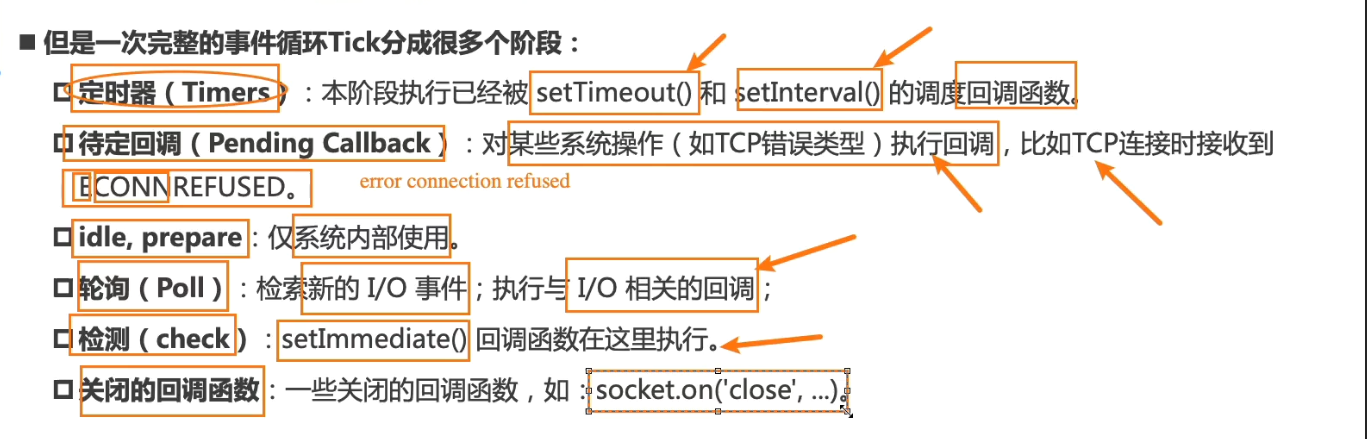 但是一次完整的事件循环Tick分成很多个阶段：
定时器（Timers）：本阶段执行已经被 setTimeout() 和 setInterval() 的调度回调函数。
待定回调（Pending Callback）：对某些系统操作（如TCP错误类型）执行回调，比如TCP连接时接收到
ECONNREFUSED。
error connection refused
idle, prepare：仅系统内部使用。
轮询（Poll）：检索新的 I/O 事件；执行与 I/O 相关的回调；
检测（check）：setImmediate() 回调函数在这里执行。
关闭的回调函数：一些关闭的回调函数，如：socket.on('close', ...)。